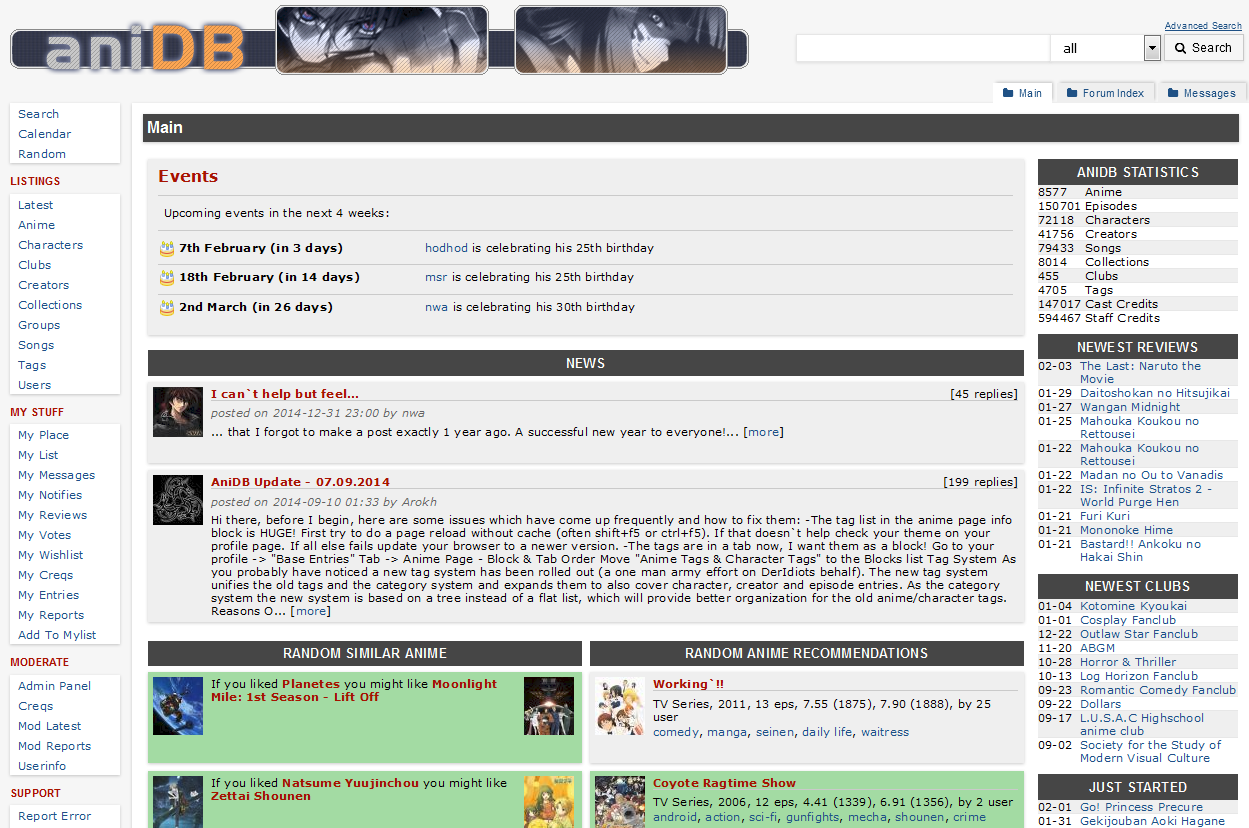 aniDB
Advanced Search
all
Search
Main
Forum Index
Messages
Search
Calendar
Random
LISTINGS
Latest
Anime
Characters
Clubs
Creators
Collections
Groups
Songs
Tags
Users
MY STUFF
My Place
My List
My Messages
My Notifies
My Reviews
My Votes
My Wishlist
My Creqs
My Entries
My Reports
Add To Mylist
MODERATE
Admin Panel
Creqs
Mod Latest
Mod Reports
Userinfo
SUPPORT
Report Error
Main
Events
Upcoming events in the next 4 weeks:
7th February (in 3 days) hodhod is celebrating his 25th birthday
18th February (in 14 days) msr is celebrating his 25th birthday
2nd March (in 26 days) nwa is celebrating his 30th birthday
NEWS
I can`t help but feel... [45 replies]
posted on 2014-12-31 23:00 by nwa
... that I forgot to make a post exactly 1 year ago. A successful new year to everyone!... [more]
AniDB Update - 07.09.2014 [199 replies]
posted on 2014-09-10 01:33 by Arokh
Hi there, before I begin, here are some issues which have come up frequently and how to fix them: -The tag list in the anime page info
block is HUGE! First try to do a page reload without cache (often shift+f5 or ctrl+f5). If that doesn`t help check your theme on your
profile page. If all else fails update your browser to a newer version. -The tags are in a tab now, I want them as a block! Go to your
profile -> "Base Entries" Tab -> Anime Page - Block & Tab Order Move "Anime Tags & Character Tags" to the Blocks list Tag System As
you probably have noticed a new tag system has been rolled out (a one man army effort on DerIdiots behalf). The new tag system
unifies the old tags and the category system and expands them to also cover character, creator and episode entries. As the category
system the new system is based on a tree instead of a flat list, which will provide better organization for the old anime/character tags.
Reasons O... [more]
RANDOM SIMILAR ANIME
If you liked Planetes you might like Moonlight
Mile: 1st Season - Lift Off
If you liked Natsume Yuujinchou you might like
Zettai Shounen
RANDOM ANIME RECOMMENDATIONS
Working`!!
TV Series, 2011, 13 eps, 7.55 (1875), 7.90 (1888), by 25
user
comedy, manga, seinen, daily life, waitress
Coyote Ragtime Show
TV Series, 2006, 12 eps, 4.41 (1339), 6.91 (1356), by 2 user
android, action, sci-fi, gunfights, mecha, shounen, crime
ANIDB STATISTICS
8577 Anime
150701 Episodes
72118 Characters
41756 Creators
79433 Songs
8014 Collections
455 Clubs
4705 Tags
147017 Cast Credits
594467 Staff Credits
NEWEST REVIEWS
02-03 The Last: Naruto the
Movie
01-29 Daitoshokan no Hitsujikai
01-27 Wangan Midnight
01-25 Mahouka Koukou no
Rettousei
01-22 Mahouka Koukou no
Rettousei
01-22 Madan no Ou to Vanadis
01-22 IS: Infinite Stratos 2 -
World Purge Hen
01-21 Furi Kuri
01-21 Mononoke Hime
01-21 Bastard!! Ankoku no
Hakai Shin
NEWEST CLUBS
01-04 Kotomine Kyoukai
01-01 Cosplay Fanclub
12-22 Outlaw Star Fanclub
11-20 ABGM
10-28 Horror & Thriller
10-13 Log Horizon Fanclub
09-23 Romantic Comedy Fanclub
09-22 Dollars
09-17 L.U.S.A.C Highschool
anime club
09-02 Society for the Study of
Modern Visual Culture
JUST STARTED
02-01 Go! Princess Precure
01-31 Gekijouban Aoki Hagane